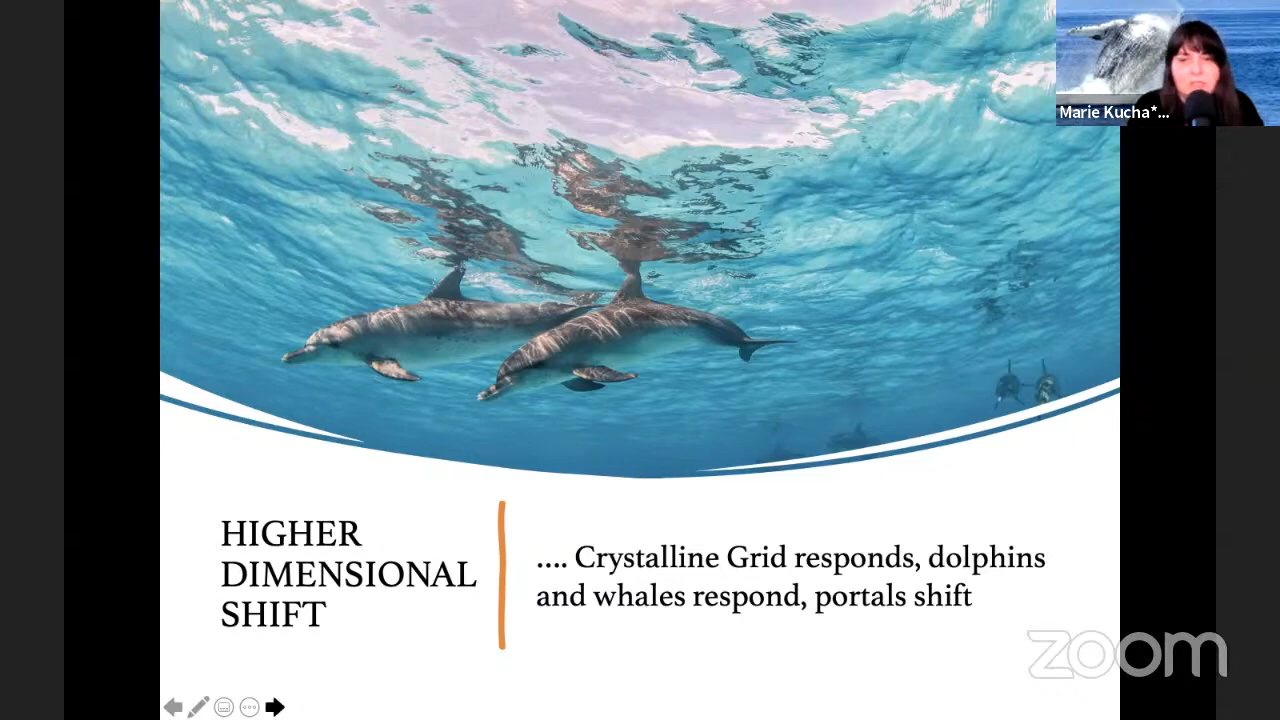 Marie Kucha*...
HIGHER
DIMENSIONAL
SHIFT
.... Crystalline Grid responds, dolphins
and whales respond, portals shift
zoom